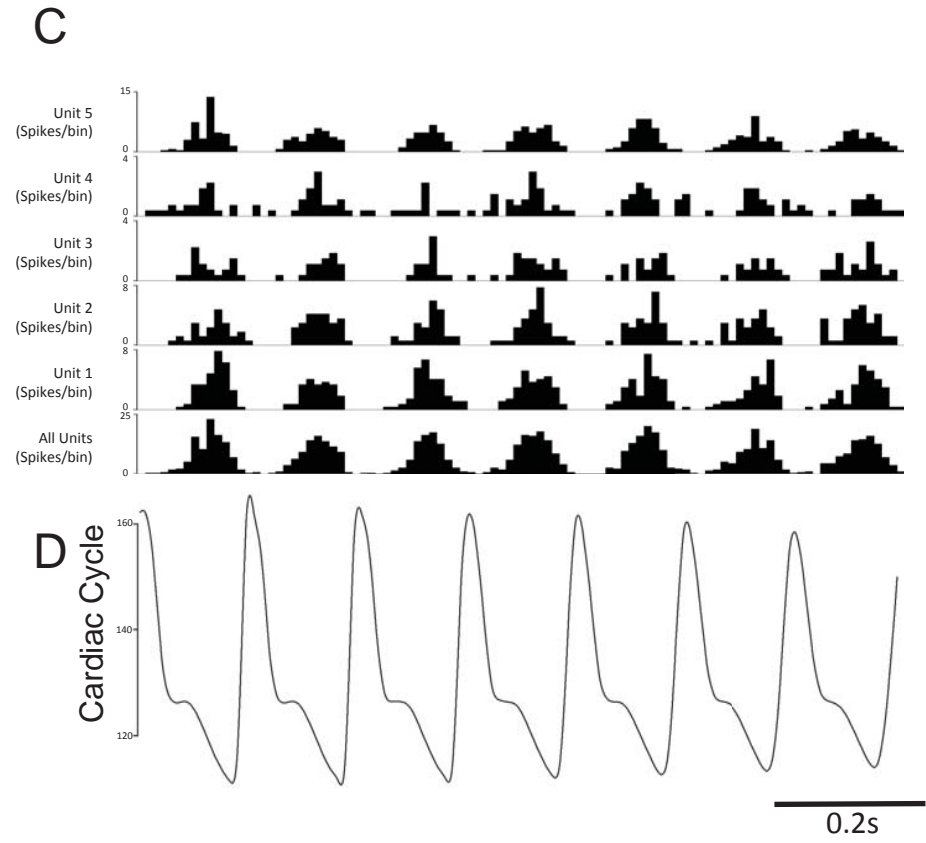 C
15
Unit 5
(Spikes/bin)
0
4
Unit 4
(Spikes/bin)
0
4
Unit 3
(Spikes/bin)
0
8
Unit 2
(Spikes/bin)
0
8
Unit 1
(Spikes/bin)
0
25
All Units
(Spikes/bin)
0
D
Cardiac Cycle
160
140
120
0.2s